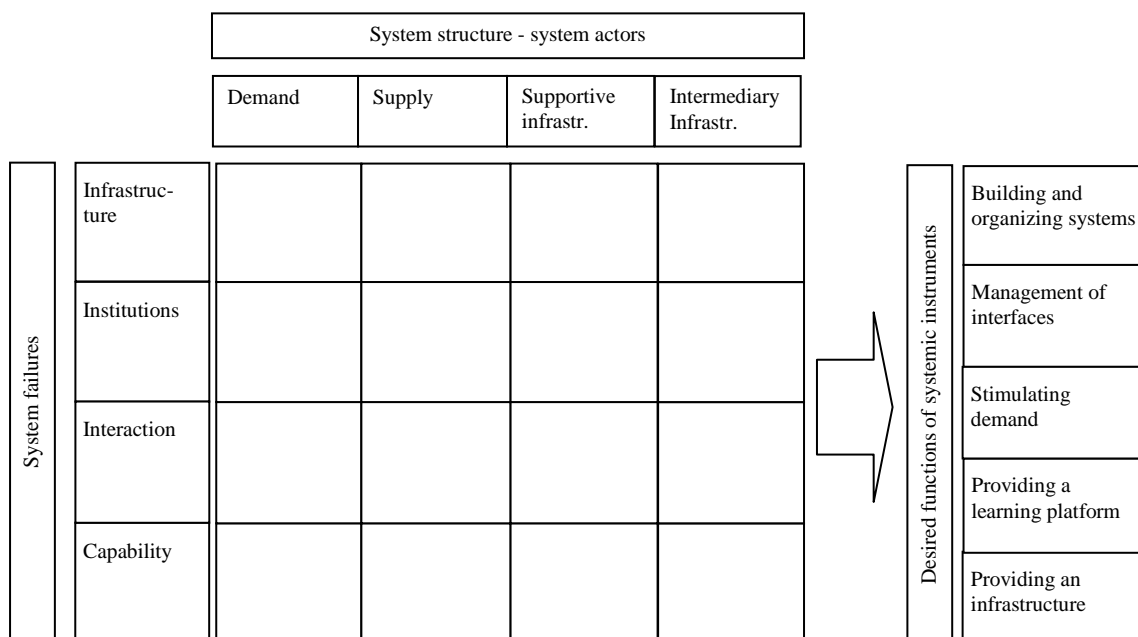 System structure - system actors
Demand
Supply
Supportive
infrastr.
Intermediary
Infrastr.
System failures
Infrastruc-
ture
Institutions
Interaction
Capability
Desired functions of systemic instruments
Building and
organizing systems
Management of
interfaces
Stimulating
demand
Providing a
learning platform
Providing an
infrastructure